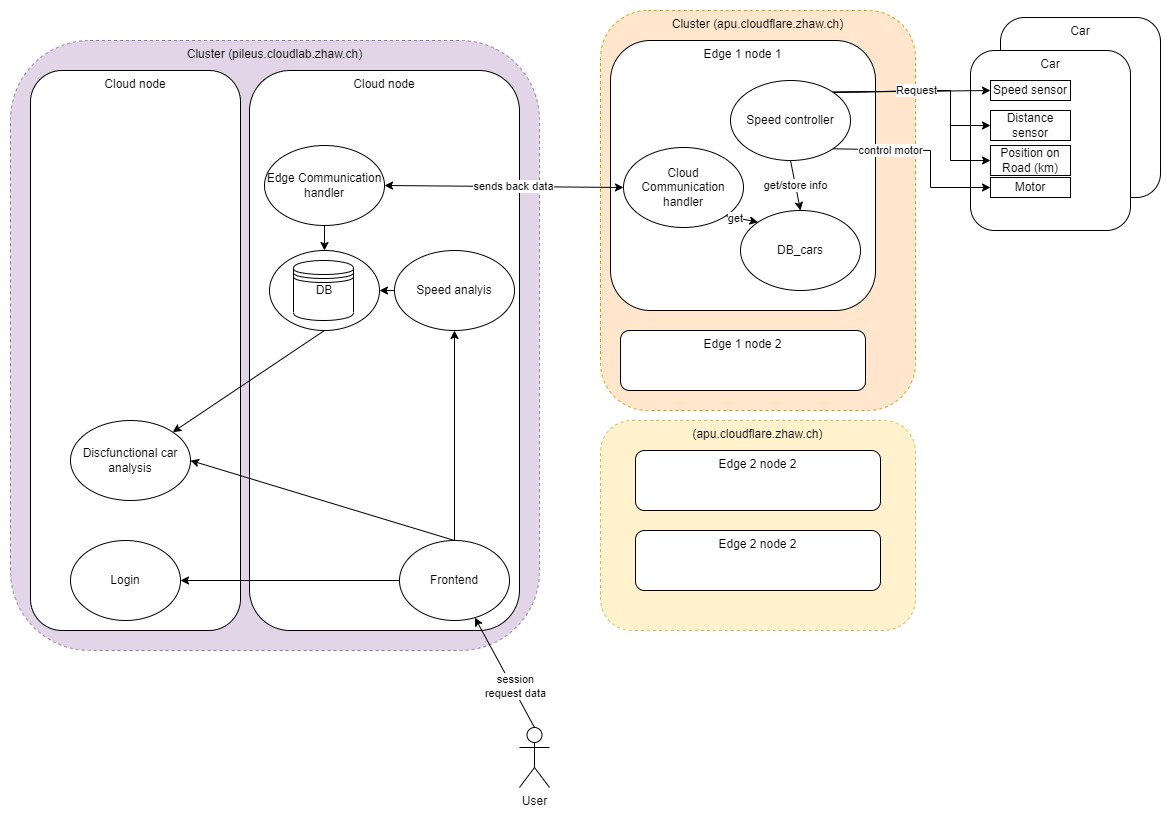 Cluster (pileus.cloudlab.zhaw.ch)
Cloud node
Cloud node
Edge Communication
handler
DB
Speed analyis
Discfunctional car
analysis
Login
Frontend
session
request data
User
sends back data
Cluster (apu.cloudflare.zhaw.ch)
Edge 1 node 1
Speed controller
Cloud
Communication
handler
get/store info
get
DB_cars
Edge 1 node 2
(apu.cloudflare.zhaw.ch)
Edge 2 node 2
Edge 2 node 2
Request
control motor
Car
Car
Speed sensor
Distance
sensor
Position on
Road (km)
Motor